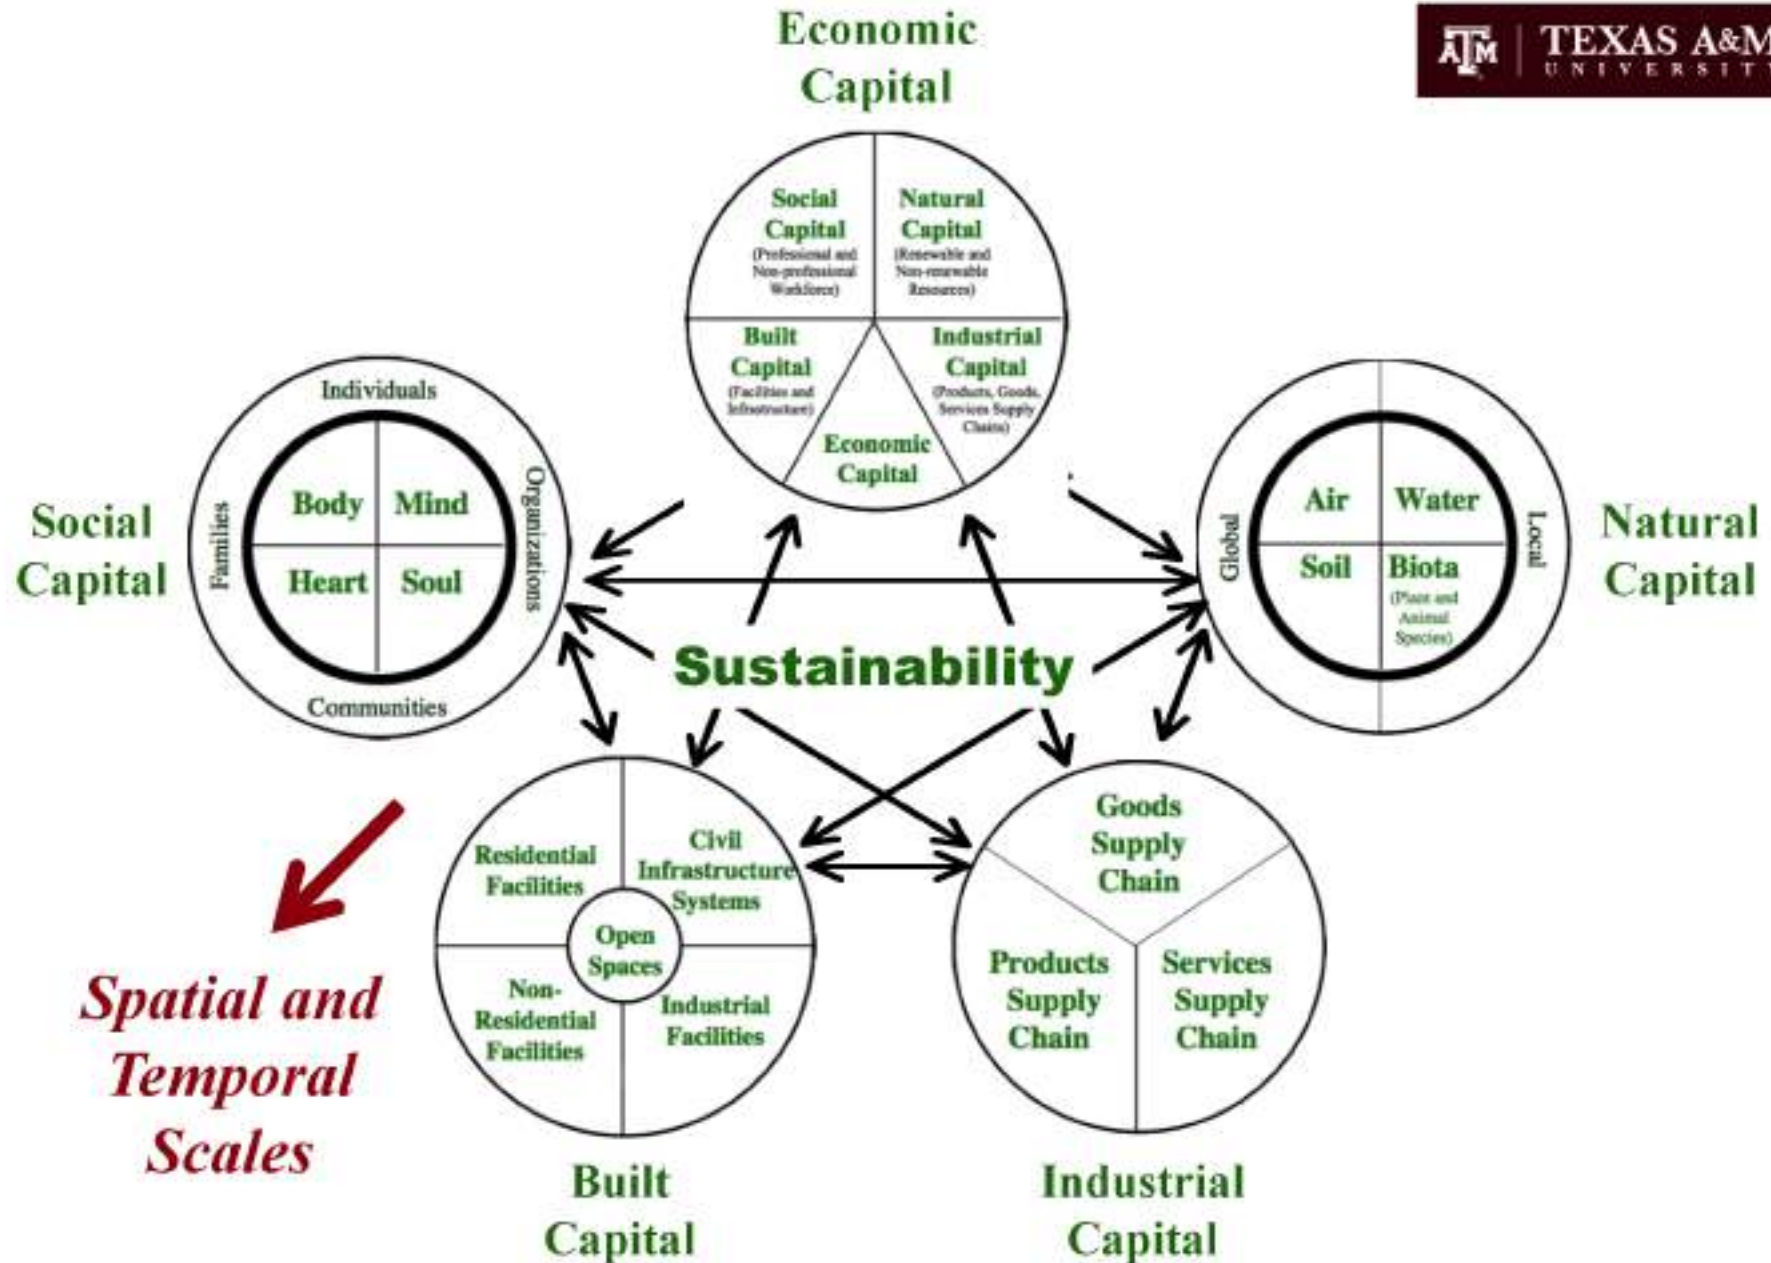 Economic
Capital
ATM
TEXAS A&M
UNIVERSITY
Social
Capital
(Professional and
Non-professional
Workforce)
Natural
Capital
(Renewable and
Non-renewable
Resources)
Built
Capital
(Facilities and
Infrastructure)
Industrial
Capital
(Products, Goods,
Services Supply
Chains)
Economic
Capital
Social
Capital
Individuals
Families
Organizations
Communities
Body
Mind
Heart
Soul
Natural
Capital
Global
Local
Air
Water
Soil
Biota
(Plant and
Animal
Species)
Sustainability
Spatial and
Temporal
Scales
Residential
Facilities
Civil
Infrastructure
Systems
Open
Spaces
Non-
Residential
Facilities
Industrial
Facilities
Built
Capital
Goods
Supply
Chain
Products
Supply
Chain
Services
Supply
Chain
Industrial
Capital